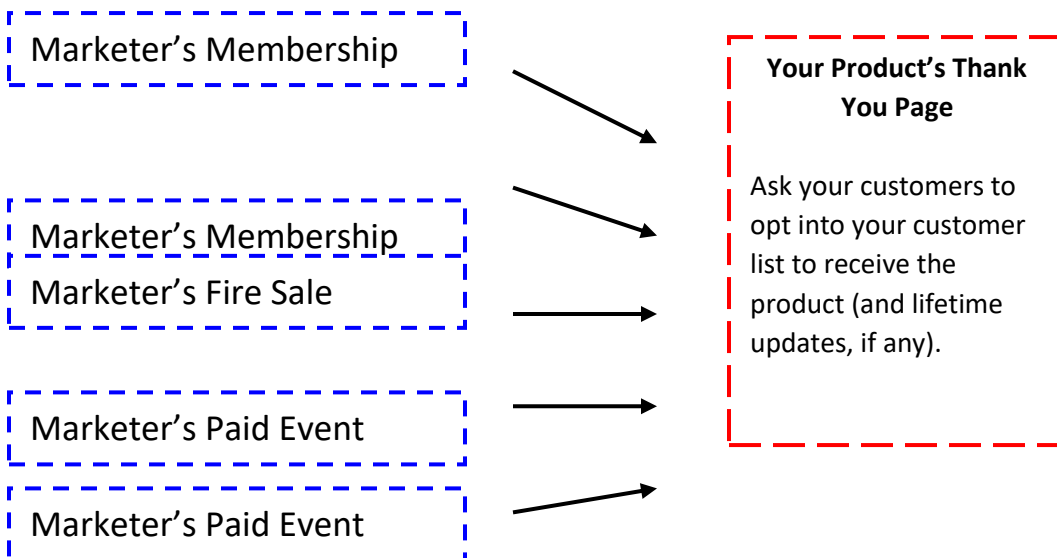 Marketer’s Membership
Marketer’s Membership
Marketer’s Fire Sale
Marketer’s Paid Event
Marketer’s Paid Event
Your Product’s Thank
You Page
Ask your customers to
opt into your customer
list to receive the
product (and lifetime
updates, if any).